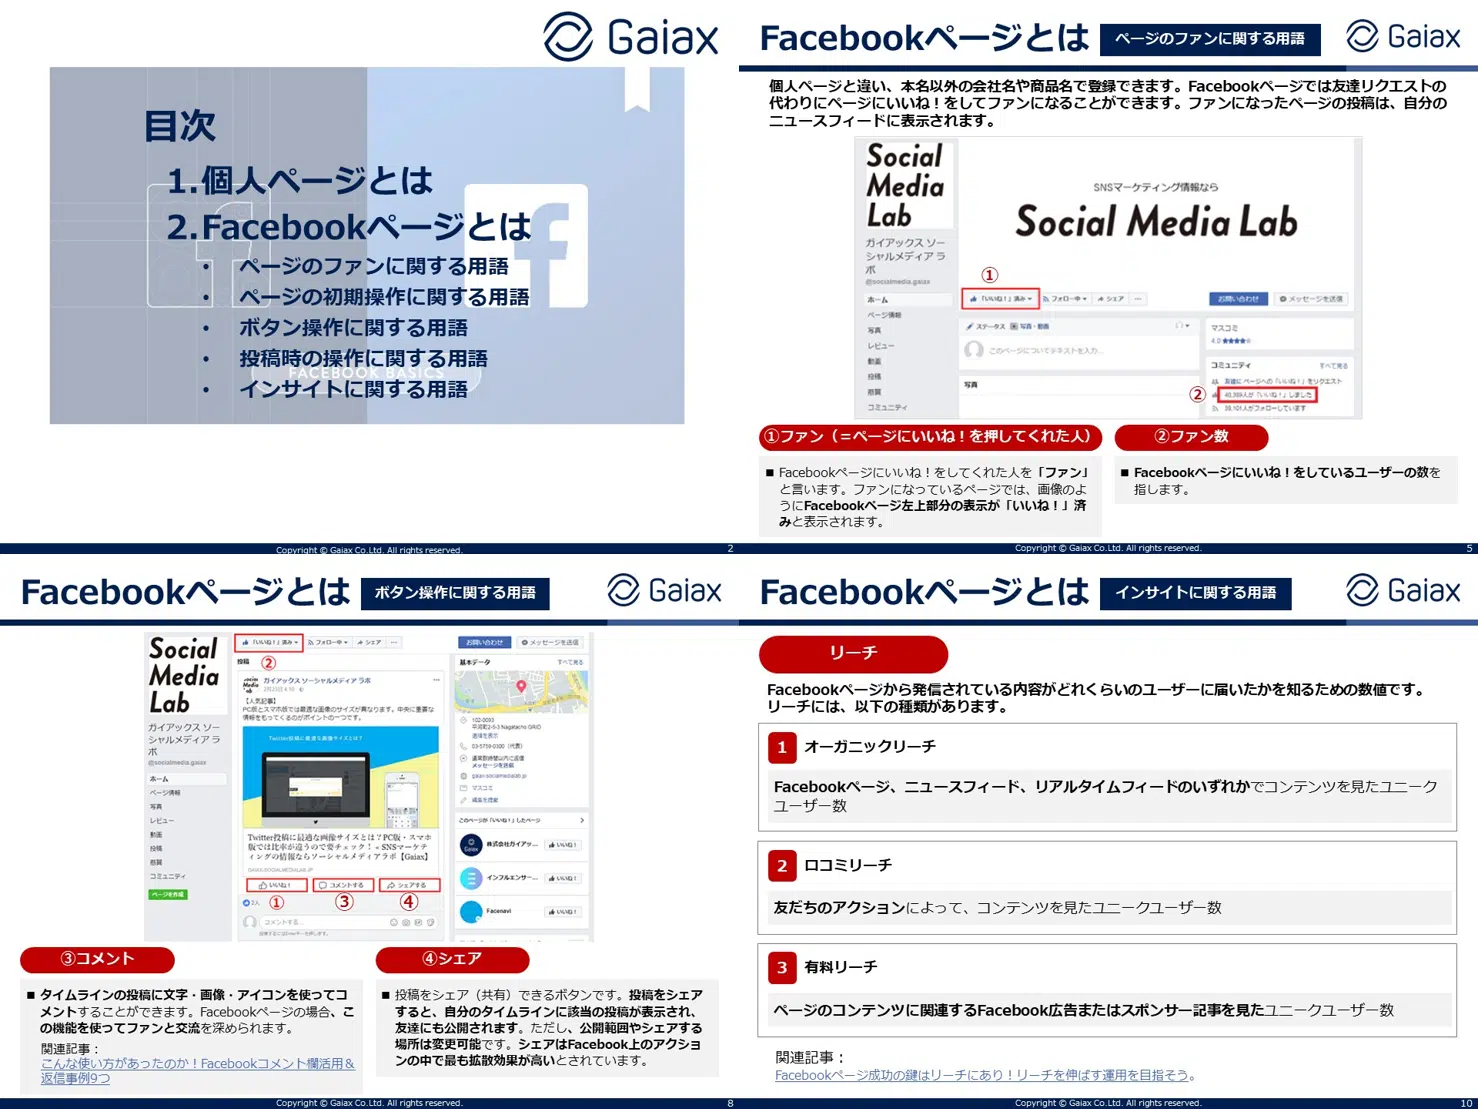 Gaiax
目次
1.個人ページとは
2.Facebookページとは
• ページのファンに関する用語
• ページの初期操作に関する用語
• ボタン操作に関する用語
• 投稿時の操作に関する用語
FACEBOOK BASICS
• インサイトに関する用語
Copyright © Gaiax Co.Ltd. All rights reserved.
2
Facebookページとは
ページのファンに関する用語
Gaiax
個人ページと違い、本名以外の会社名や商品名で登録できます。Facebookページでは友達リクエストの
代わりにページにいいね！をしてファンになることができます。ファンになったページの投稿は、自分の
ニュースフィードに表示されます。
Social
Media
Lab
SNSマーケティング情報なら
Social Media Lab
ガイアックス ソー
シャルメディア ラ
ボ
@socialmedia.gaiax
①
「いいね！」済み
フォロー中
シェア
お問い合わせ
メッセージを送信
ホーム
ページ情報
写真
レビュー
動画
投稿
コミュニティ
ステータス
写真・動画
このページについてテキストを入力...
写真
マスコミ
4.0 ★★★★☆
コミュニティ
すべて見る
友達に ページへの「いいね！」をリクエスト
②
40,389人が「いいね！」しました
39,101人がフォローしています
①ファン（＝ページにいいね！を押してくれた人）
■ Facebookページにいいね！をしてくれた人を「ファン」
と言います。ファンになっているページでは、画像のよ
うにFacebookページ左上部分の表示が「いいね！」済
みと表示されます。
②ファン数
■ Facebookページにいいね！をしているユーザーの数を
指します。
Copyright © Gaiax Co.Ltd. All rights reserved.
5
Facebookページとは
ボタン操作に関する用語
Gaiax
Social
Media
Lab
ガイアックス ソー
シャルメディア ラ
ボ
@socialmedia.gaiax
ホーム
ページ情報
写真
レビュー
動画
投稿
コミュニティ
ページを作成
「いいね！」済み
フォロー中
シェア
お問い合わせ
メッセージを送信
投稿
②
ガイアックス ソーシャルメディア ラボ
2月23日 4:10
【人気記事】
PC版とスマホ版では最適な画像のサイズが異なります。中央に重要な
情報をもってくるのがポイントの一つです。
Twitter投稿に最適な画像サイズとは？
Twitter投稿に最適な画像サイズとは？PC版・スマホ
版では比率が違うので要チェック！ - SNSマーケテ
ィングの情報ならソーシャルメディアラボ【Gaiax】
GAIAX-SOCIALMEDIALAB.JP
いいね！
コメントする
シェアする
①
③
④
2人
コメントする...
基本データ
すべて見る
102-0093
平河町2-5-3 Nagatacho GRID
道順を表示
03-5759-0300（代表）
通常数時間以内に返信
メッセージを送信
gaiax-socialmedialab.jp
マスコミ
このページが「いいね！」したページ
株式会社ガイアッ...
いいね！
インフルエンサー...
いいね！
Facenavi
いいね！
③コメント
■ タイムラインの投稿に文字・画像・アイコンを使ってコ
メントすることができます。Facebookページの場合、こ
の機能を使ってファンと交流を深められます。
関連記事：
こんな使い方があったのか！Facebookコメント欄活用＆
返信事例9つ
④シェア
■ 投稿をシェア（共有）できるボタンです。投稿をシェア
すると、自分のタイムラインに該当の投稿が表示され、
友達にも公開されます。ただし、公開範囲やシェアする
場所は変更可能です。シェアはFacebook上のアクショ
ンの中で最も拡散効果が高いとされています。
Copyright © Gaiax Co.Ltd. All rights reserved.
8
Facebookページとは
インサイトに関する用語
Gaiax
リーチ
Facebookページから発信されている内容がどれくらいのユーザーに届いたかを知るための数値です。
リーチには、以下の種類があります。
1 オーガニックリーチ
Facebookページ、ニュースフィード、リアルタイムフィードのいずれかでコンテンツを見たユニーク
ユーザー数
2 口コミリーチ
友だちのアクションによって、コンテンツを見たユニークユーザー数
3 有料リーチ
ページのコンテンツに関連するFacebook広告またはスポンサー記事を見たユニークユーザー数
関連記事：
Facebookページ成功の鍵はリーチにあり！リーチを伸ばす運用を目指そう。
Copyright © Gaiax Co.Ltd. All rights reserved.
10